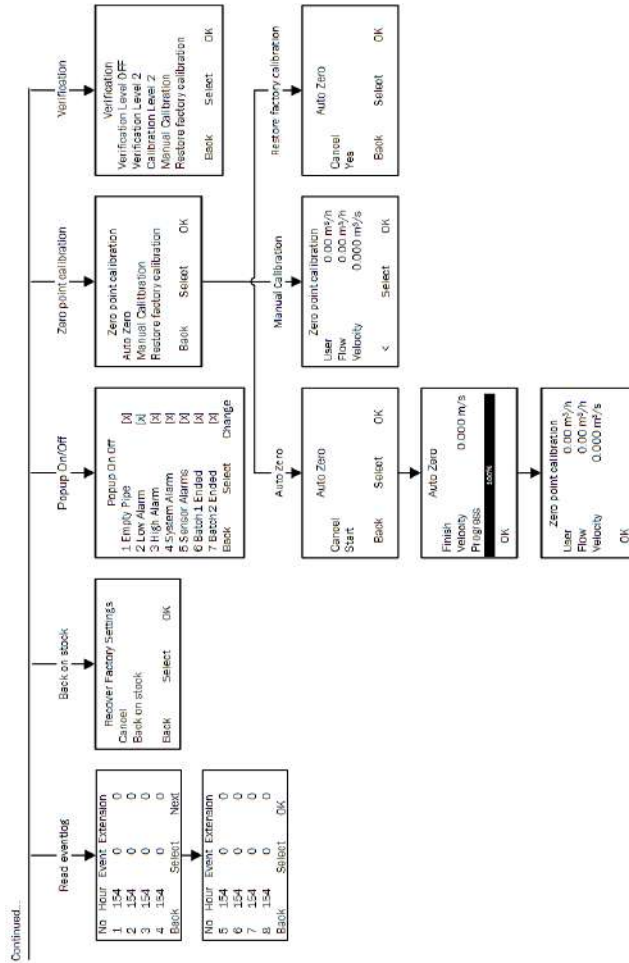 Continued...
Read eventlog
No Hour Event Extension
1 154 0 0
2 154 0 0
3 154 0 0
4 154 0 0
Back Select Next
No Hour Event Extension
5 154 0 0
6 154 0 0
7 154 0 0
8 154 0 0
Back Select OK
Back on stock
Recover Factory Settings
Cancel
Back on stock
Back Select OK
Popup On/Off
Popup On Off
1 Empty Pipe [x]
2 Low Alarm [x]
3 High Alarm [x]
4 System Alarm [x]
5 Sensor Alarms [x]
6 Batch 1 Ended [x]
7 Batch 2 Ended [x]
Back Select Change
Zero point calibration
Zero point calibration
Auto Zero
Manual Calibration
Restore factory calibration
Back Select OK
Verification
Verification
Verification Level OFF
Verification Level 2
Calibration Level 2
Manual Calibration
Restore factory calibration
Back Select OK
Auto Zero
Auto Zero
Cancel
Start
Back Select OK
Auto Zero
Finish
Velocity 0.000 m/s
Progress
100%
OK
Zero point calibration
User 0.00 m³/h
Flow 0.00 m³/h
Velocity 0.000 m³/s
OK
Manual Calibration
Zero point calibration
User 0.00 m³/h
Flow 0.00 m³/h
Velocity 0.000 m³/s
< Select OK
Restore factory calibration
Auto Zero
Cancel
Yes
Back Select OK